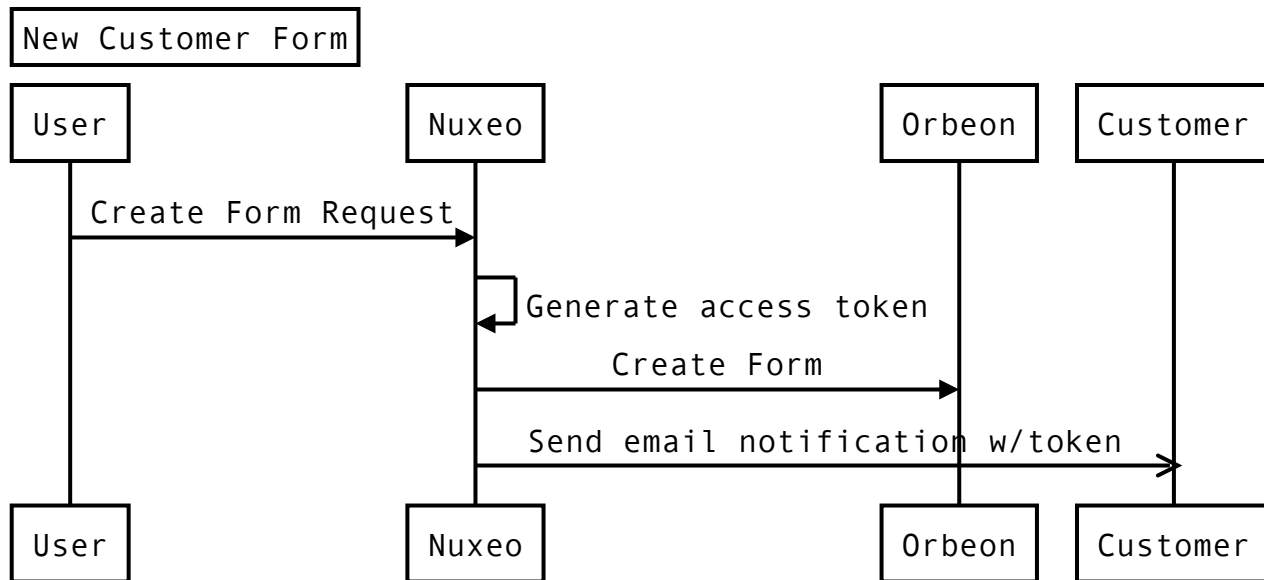 New Customer Form
User
Nuxeo
Orbeon
Customer
Create Form Request
Generate access token
Create Form
Send email notification w/token
User
Nuxeo
Orbeon
Customer